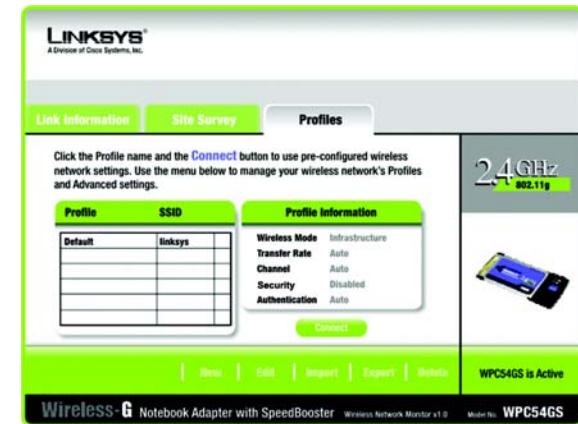 LINKSYS®
A Division of Cisco Systems, Inc.
Link Information
Site Survey
Profiles
Click the Profile name and the Connect button to use pre-configured wireless
network settings. Use the menu below to manage your wireless network's Profiles
and Advanced settings.
Profile SSID
Default linksys
Profile Information
Wireless Mode Infrastructure
Transfer Rate Auto
Channel Auto
Security Disabled
Authentication Auto
Connect
2,4GHz
802.11g
New | Edit | Import | Export | Delete
WPC54GS is Active
Wireless-G Notebook Adapter with SpeedBooster Wireless Network Monitor v1.0 Model No. WPC54GS